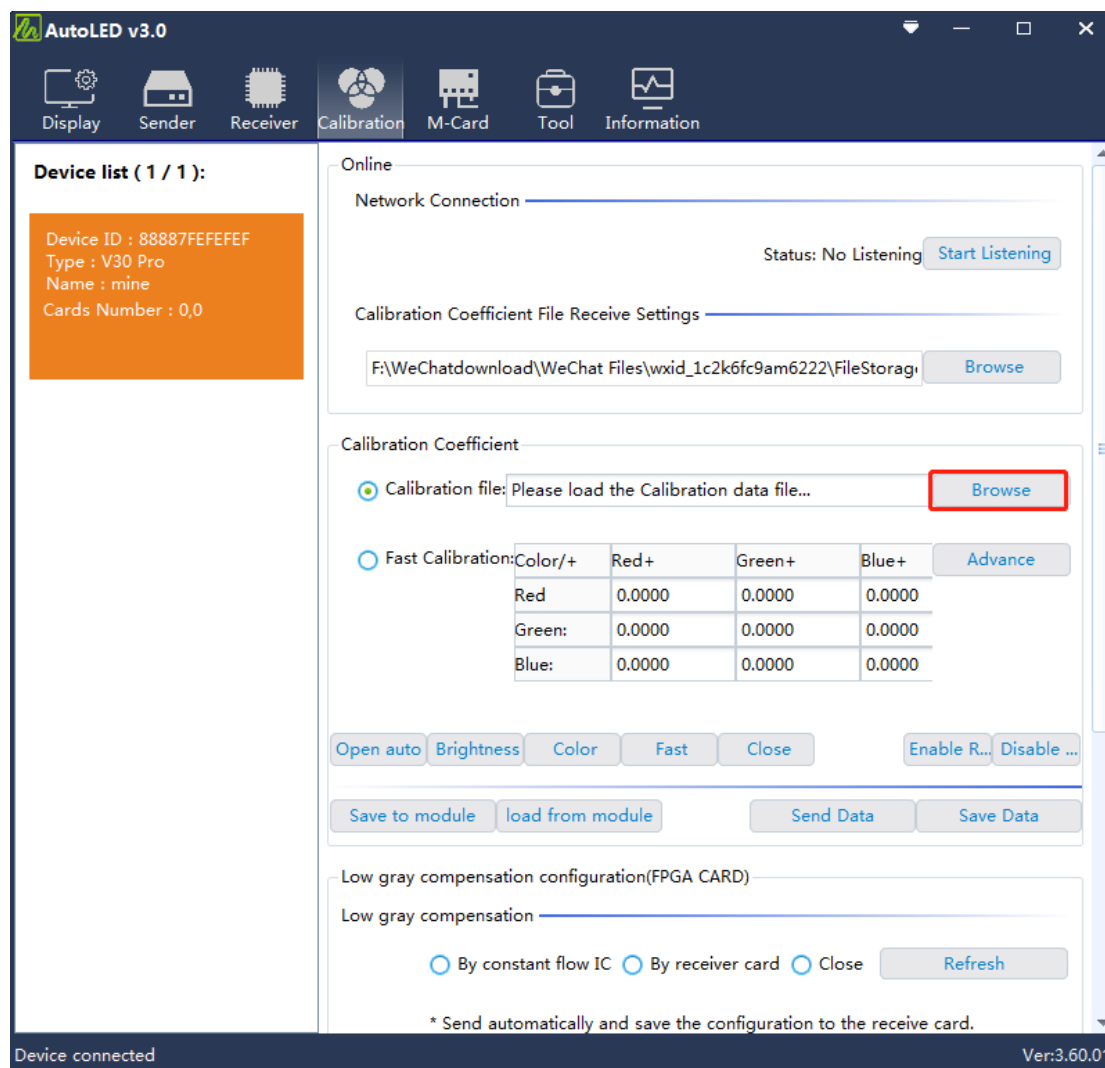 AutoLED v3.0
Display Sender Receiver Calibration M-Card Tool Information
Device list ( 1 / 1 ):
Device ID : 88887FEFEFEF
Type : V30 Pro
Name : mine
Cards Number : 0,0
Online
Network Connection
Status: No Listening Start Listening
Calibration Coefficient File Receive Settings
F:\WeChatdownload\WeChat Files\wxid_1c2k6fc9am6222\FileStorag Browse
Calibration Coefficient
Calibration file: Please load the Calibration data file... Browse
Fast Calibration: Color/+ Red+ Green+ Blue+ Advance
Red 0.0000 0.0000 0.0000
Green: 0.0000 0.0000 0.0000
Blue: 0.0000 0.0000 0.0000
Open auto Brightness Color Fast Close Enable R... Disable ...
Save to module load from module Send Data Save Data
Low gray compensation configuration(FPGA CARD)
Low gray compensation
By constant flow IC By receiver card Close Refresh
* Send automatically and save the configuration to the receive card.
Device connected Ver:3.60.01